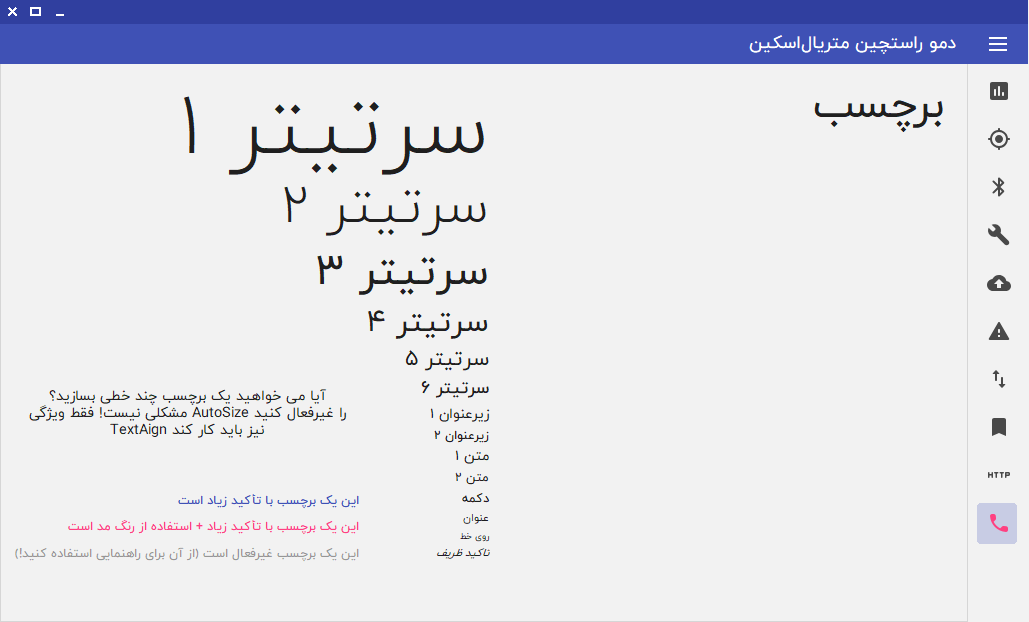 دمو راستچین متریال‌اسکین
برچسب
سرتیتر ۱
سرتیتر ۲
سرتیتر ۳
سرتیتر ۴
سرتیتر ۵
سرتیتر ۶
زیرعنوان ۱
زیرعنوان ۲
متن ۱
متن ۲
دکمه
عنوان
روی خط
تاکید ظریف
آیا می خواهید یک برچسب چند خطی بسازید؟
را غیرفعال کنید AutoSize مشکلی نیست! فقط ویژگی
نیز باید کار کند TextAign
این یک برچسب با تأکید زیاد است
این یک برچسب با تأکید زیاد + استفاده از رنگ مد است
این یک برچسب غیرفعال است (از آن برای راهنمایی استفاده کنید!)
HTTP